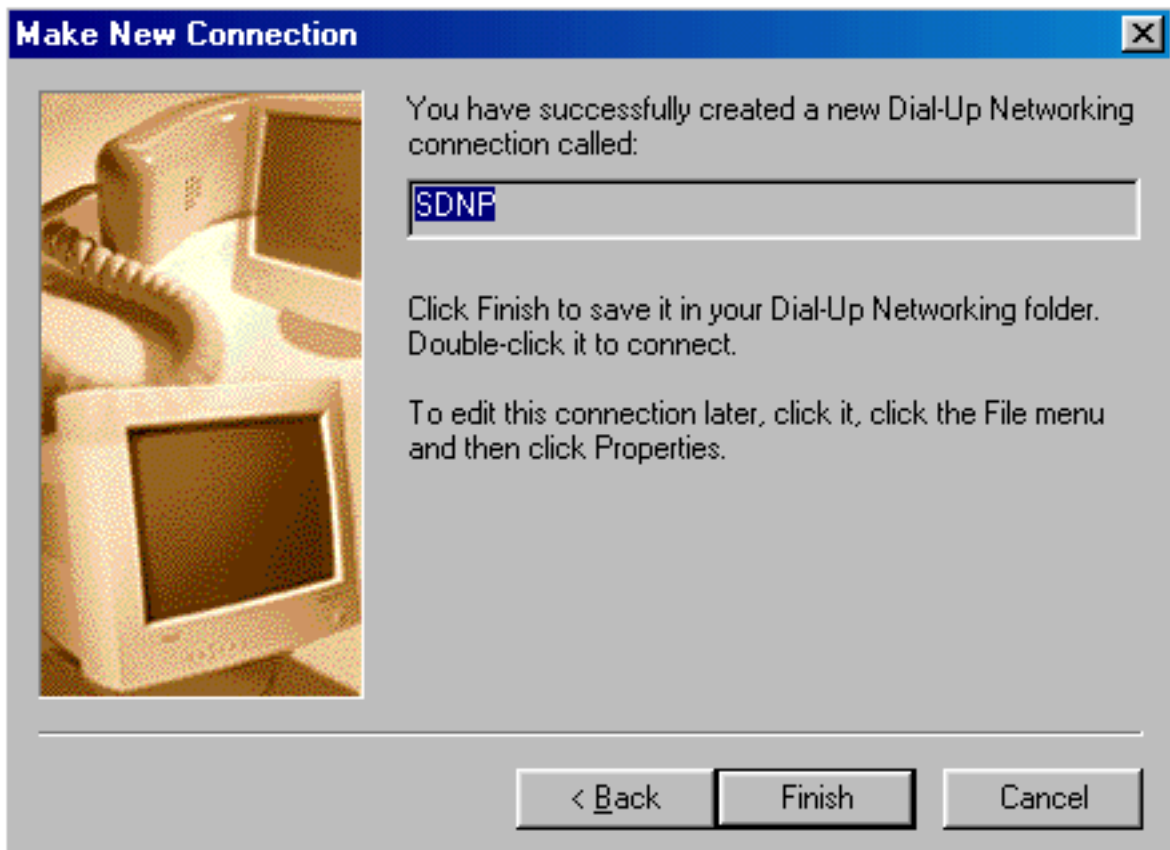 Make New Connection
You have successfully created a new Dial-Up Networking
connection called:
SDNP
Click Finish to save it in your Dial-Up Networking folder.
Double-click it to connect.
To edit this connection later, click it, click the File menu
and then click Properties.
< Back
Finish
Cancel